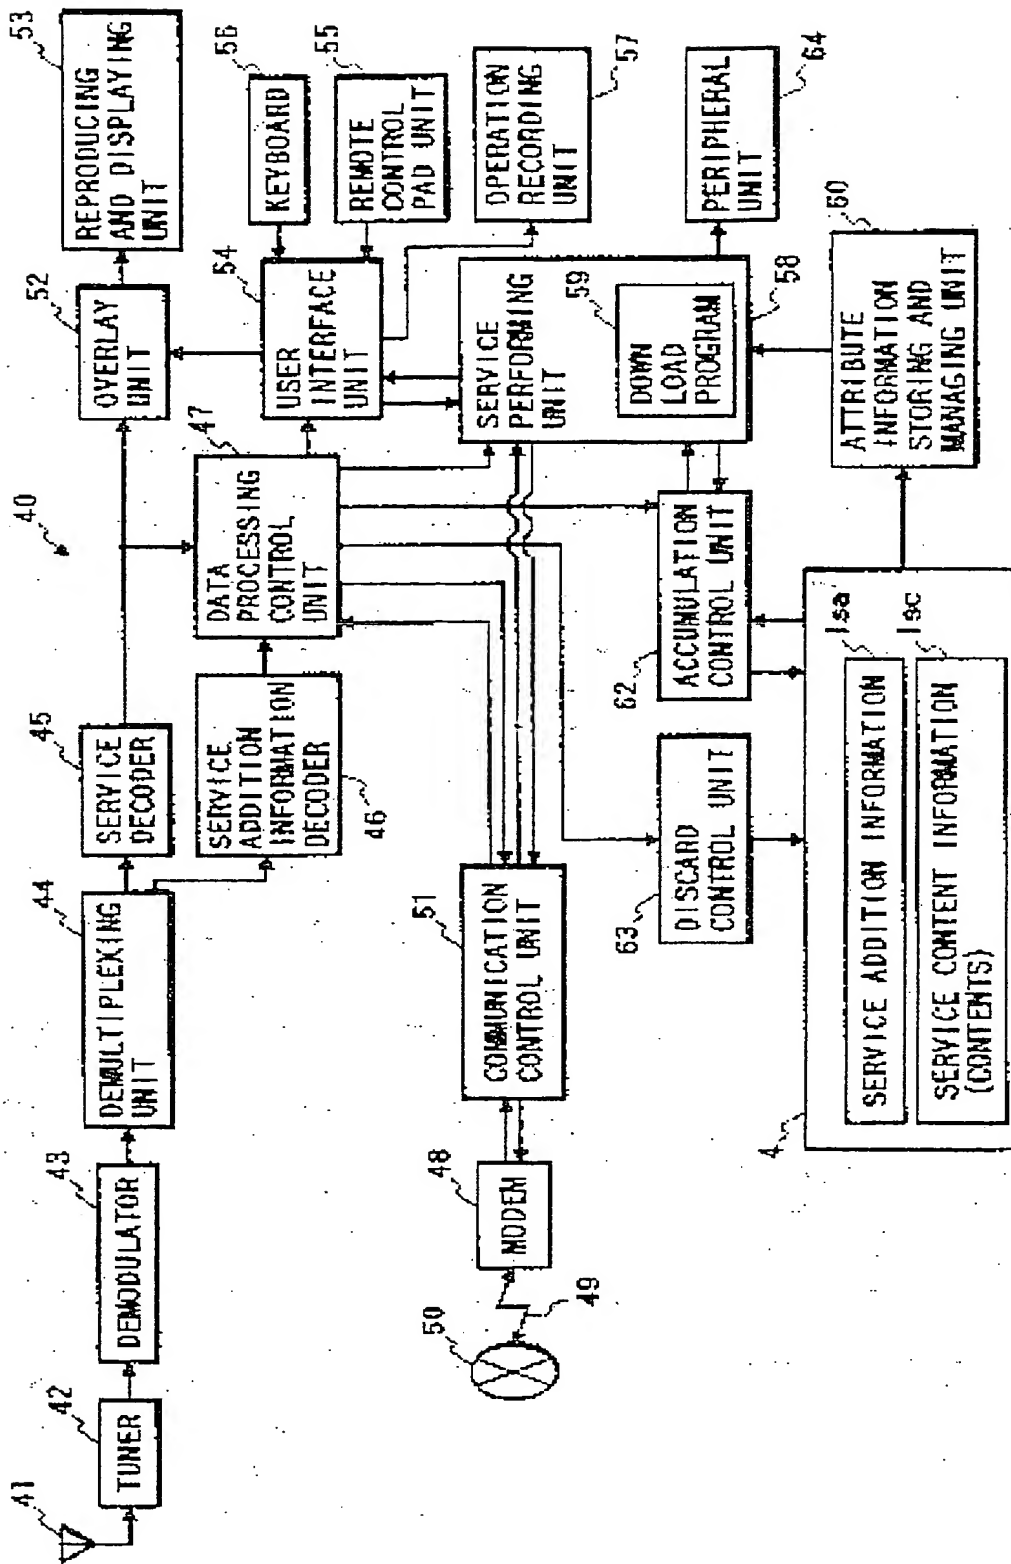 40
41
TUNER
42
DEMODULATOR
43
DEMULTIPLEXING
UNIT
44
SERVICE
DECODER
45
OVERLAY
UNIT
52
REPRODUCING
AND DISPLAYING
UNIT
53
SERVICE
ADDITION
INFORMATION
DECODER
46
DATA
PROCESSING
CONTROL
UNIT
47
USER
INTERFACE
UNIT
54
KEYBOARD
56
REMOTE
CONTROL
PAD UNIT
55
50
49
MODEM
48
COMMUNICATION
CONTROL UNIT
51
SERVICE
PERFORMING
UNIT
59
DOWN
LOAD
PROGRAM
58
OPERATION
RECORDING
UNIT
57
PERIPHERAL
UNIT
64
63
DISCARD
CONTROL UNIT
62
ACCUMULATION
CONTROL UNIT
ATTRIBUTE
INFORMATION
STORING AND
MANAGING UNIT
60
4
SERVICE ADDITION INFORMATION
Isa
SERVICE CONTENT INFORMATION
(CONTENTS)
Isc